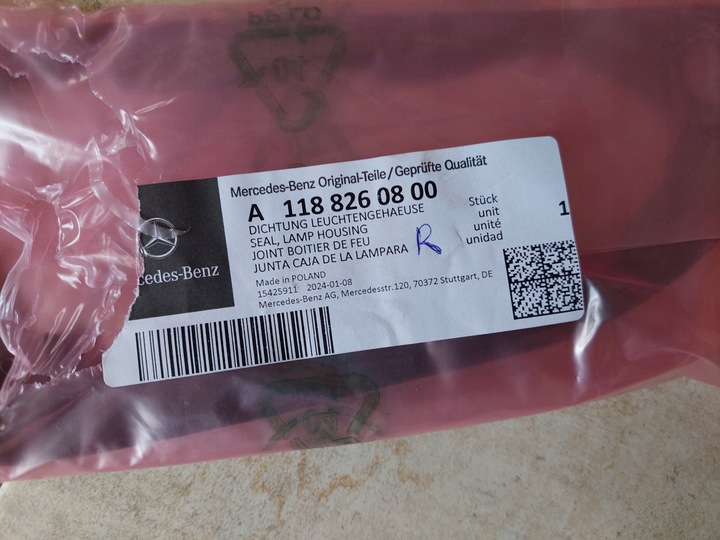 Mercedes-Benz Original-Teile/Geprüfte Qualität
A 118 826 08 00
DICHTUNG LEUCHTENGEHAEUSE
SEAL, LAMP HOUSING
JOINT BOITIER DE FEU
JUNTA CAJA DE LA LAMPARA
R
Stück
unit
unité
unidad
1
cedes-Benz
Made in POLAND
15425911 2024-01-08
Mercedes-Benz AG, Mercedesstr.120, 70372 Stuttgart, DE